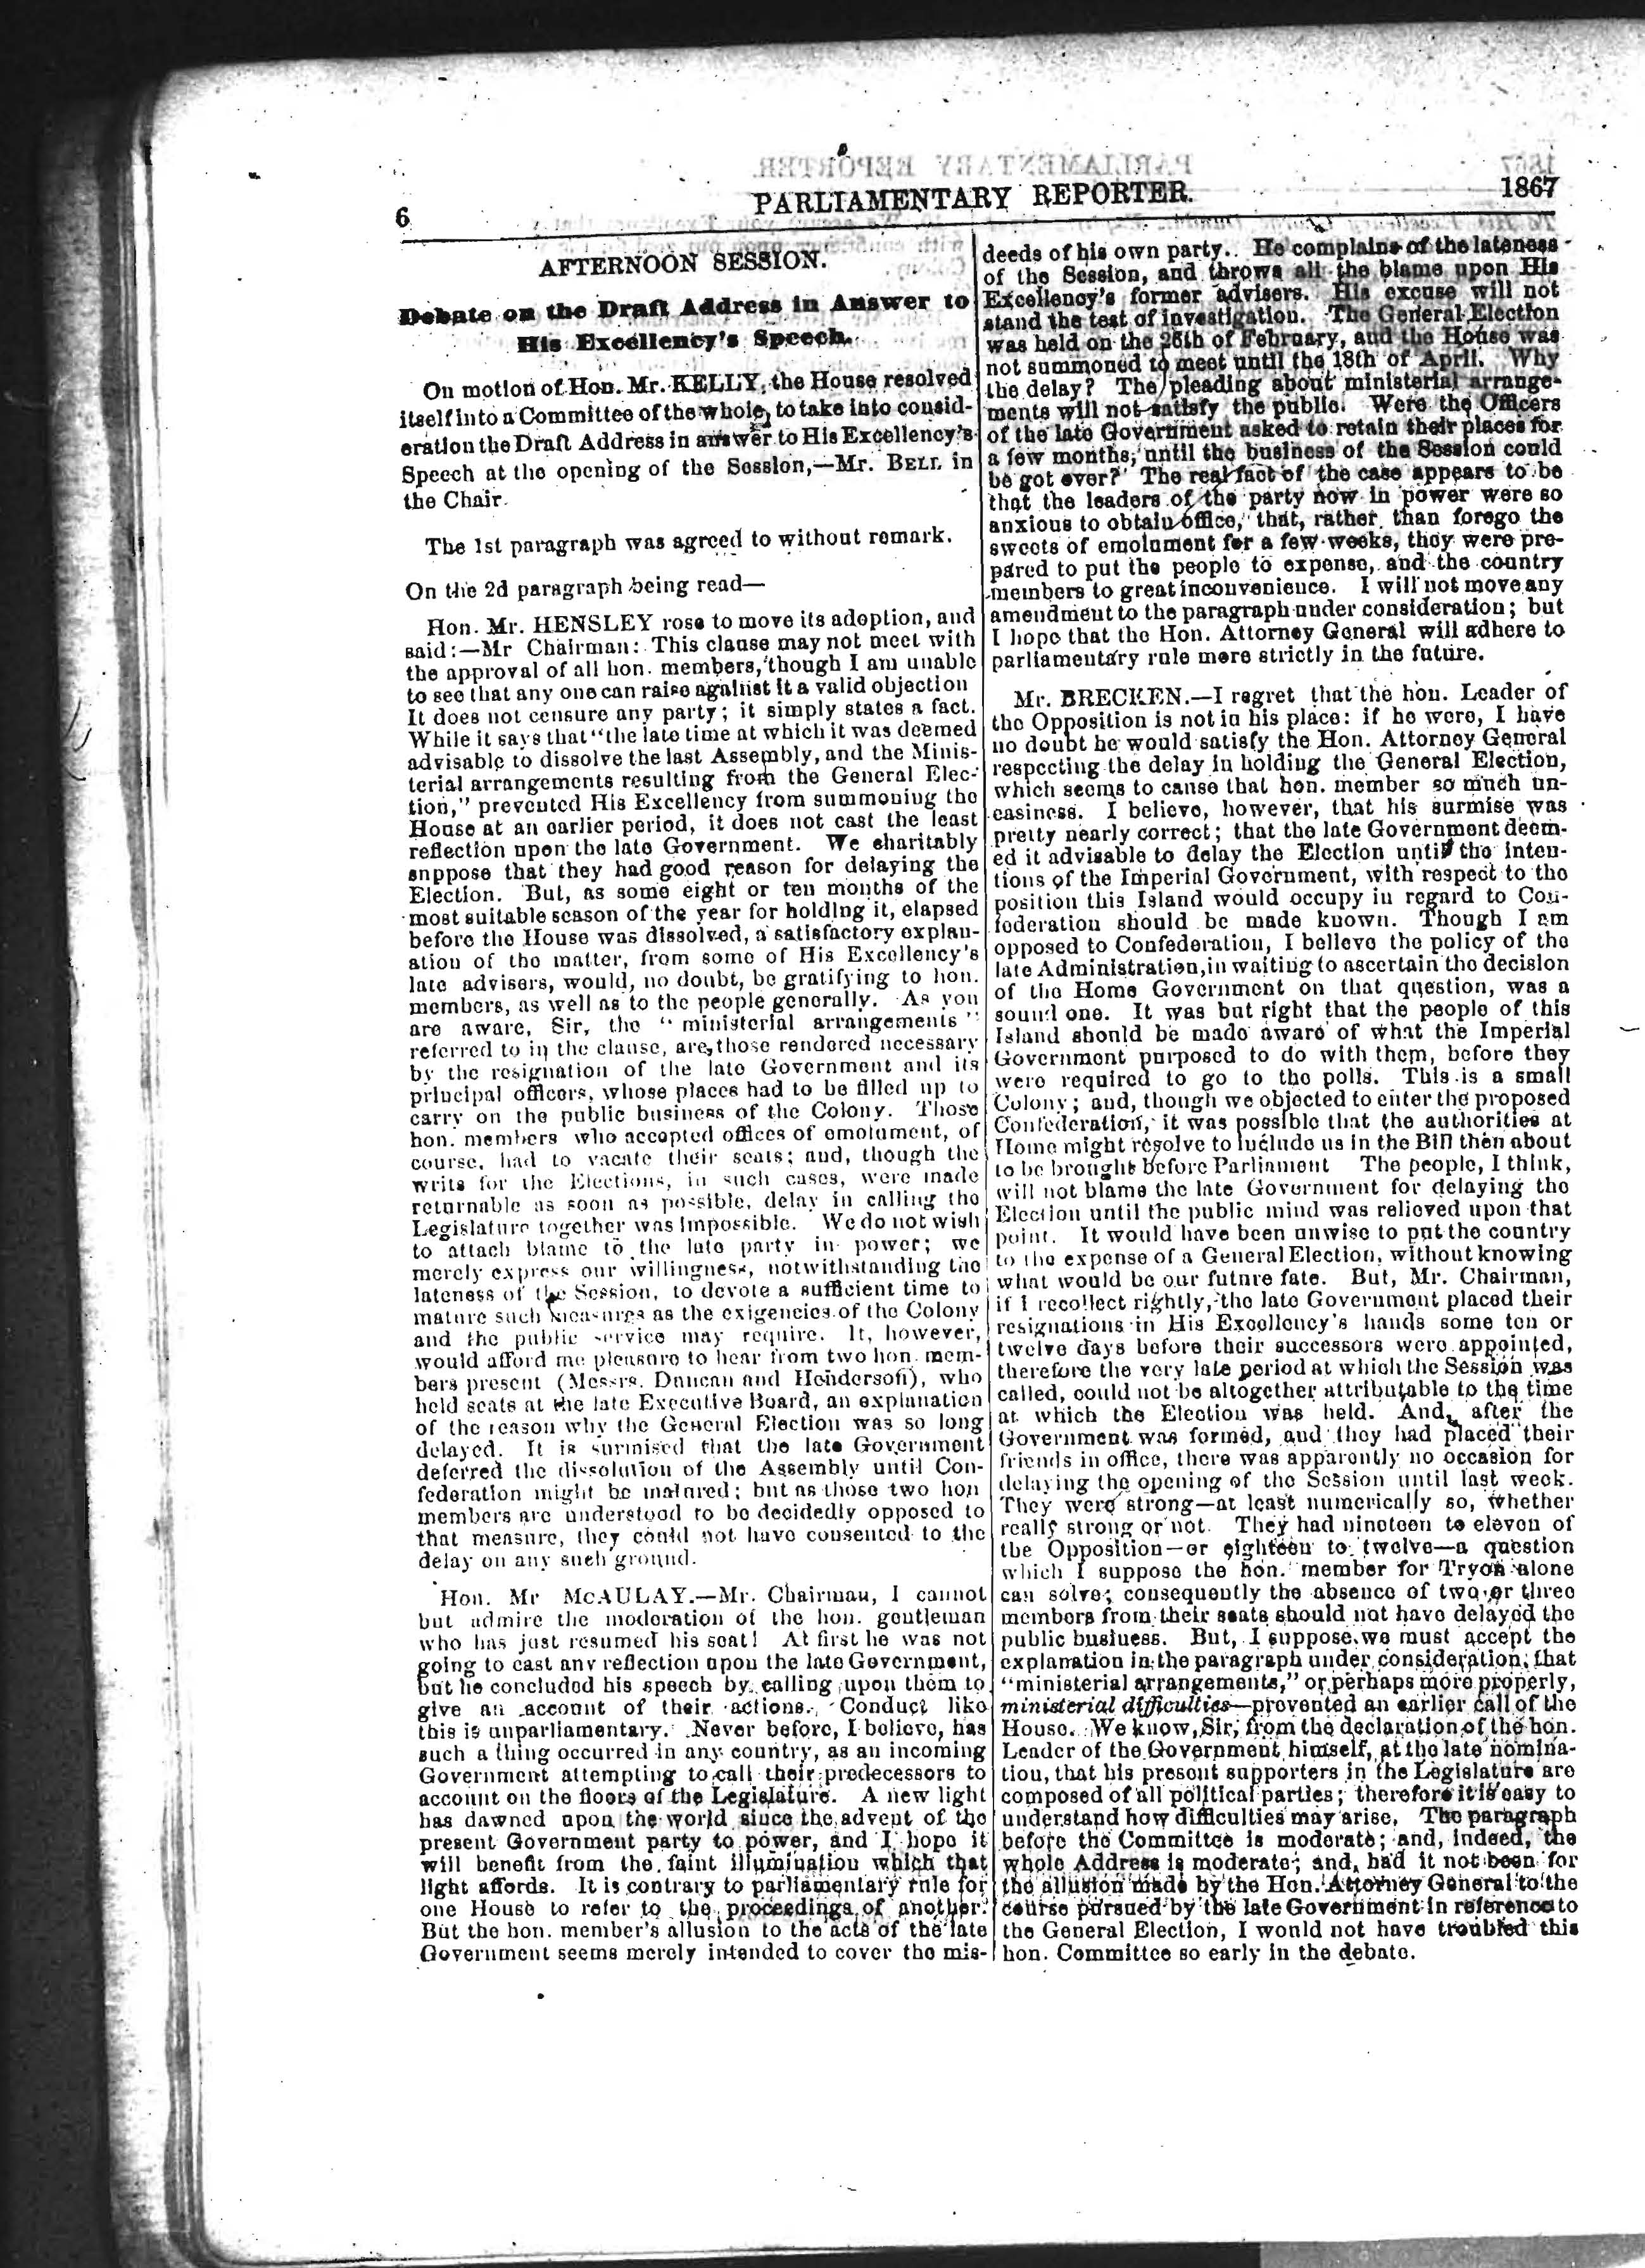 6 PARLIAMENTARY REPORTER. 1867
AFTERNOON SESSION.
Debate on the Draft Address in Answer to
His Excellency's Speech.
On motion of Hon. Mr. KELLY, the House resolved
itself into a Committee of the whole, to take into consid-
eration the Draft Address in answer to His Excellency's
Speech at the opening of the Session,—Mr. BELL in
the Chair.
The 1st paragraph was agreed to without remark.
On the 2d paragraph being read—
Hon. Mr. HENSLEY rose to move its adoption, and
said:—Mr Chairman: This clause may not meet with
the approval of all hon. members, though I am unable
to see that any one can raise against it a valid objection
It does not censure any party; it simply states a fact.
While it says that "the late time at which it was deemed
advisable to dissolve the last Assembly, and the Minis-
terial arrangements resulting from the General Elec-
tion," prevented His Excellency from summoning the
House at an earlier period, it does not cast the least
reflection upon the late Government. We charitably
suppose that they had good reason for delaying the
Election. But, as some eight or ten months of the
most suitable season of the year for holding it, elapsed
before the House was dissolved, a satisfactory explan-
ation of the matter, from some of His Excellency's
late advisers, would, no doubt, be gratifying to hon.
members, as well as to the people generally. As you
are aware, Sir, the "ministerial arrangements"
referred to in the clause, are, those rendered necessary
by the resignation of the late Government and its
principal officers, whose places had to be filled up to
carry on the public business of the Colony. Those
hon. members who accepted offices of emolument, of
course, had to vacate their seats; and, though the
writs for the Elections, in such cases, were made
returnable as soon as possible, delay in calling the
Legislature together was impossible. We do not wish
to attach blame to the late party in power; we
merely express our willingness, notwithstanding the
lateness of the Session, to devote a sufficient time to
mature such measures as the exigencies of the Colony
and the public service may require. It, however,
would afford me pleasure to hear from two hon. mem-
bers present (Messrs. Duncan and Henderson), who
held seats at the late Executive Board, an explanation
of the reason why the General Election was so long
delayed. It is surmised that the late Government
deferred the dissolution of the Assembly until Con-
federation might be matured; but as those two hon
members are understood to be decidedly opposed to
that measure, they could not have consented to the
delay on any such ground.
Hon. Mr McAULAY.—Mr. Chairman, I cannot
but admire the moderation of the hon. gentleman
who has just resumed his seat! At first he was not
going to cast any reflection upon the late Government,
but he concluded his speech by calling upon them to
give an account of their actions. Conduct like
this is unparliamentary. Never before, I believe, has
such a thing occurred in any country, as an incoming
Government attempting to call their predecessors to
account on the floors of the Legislature. A new light
has dawned upon the world since the advent of the
present Government party to power, and I hope it
will benefit from the faint illumination which that
light affords. It is contrary to parliamentary rule for
one House to refer to the proceedings of another.
But the hon. member's allusion to the acts of the late
Government seems merely intended to cover the mis-
deeds of his own party. He complains of the lateness
of the Session, and throws all the blame upon His
Excellency's former advisers. His excuse will not
stand the test of investigation. The General Election
was held on the 26th of February, and the House was
not summoned to meet until the 18th of April. Why
the delay? The pleading about ministerial arrange-
ments will not satisfy the public. Were the Officers
of the late Government asked to retain their places for
a few months, until the business of the Session could
be got over? The real fact of the case appears to be
that the leaders of the party now in power were so
anxious to obtain office, that, rather than forego the
sweets of emolument for a few weeks, they were pre-
pared to put the people to expense, and the country
members to great inconvenience. I will not move any
amendment to the paragraph under consideration; but
I hope that the Hon. Attorney General will adhere to
parliamentary rule more strictly in the future.
Mr. BRECKEN.—I regret that the hon. Leader of
the Opposition is not in his place: if he were, I have
no doubt he would satisfy the Hon. Attorney General
respecting the delay in holding the General Election,
which seems to cause that hon. member so much un-
easiness. I believe, however, that his surmise was
pretty nearly correct; that the late Government deem-
ed it advisable to delay the Election until the inten-
tions of the Imperial Government, with respect to the
position this Island would occupy in regard to Con-
federation should be made known. Though I am
opposed to Confederation, I believe the policy of the
late Administration, in waiting to ascertain the decision
of the Home Government on that question, was a
sound one. It was but right that the people of this
Island should be made aware of what the Imperial
Government purposed to do with them, before they
were required to go to the polls. This is a small
Colony; and, though we objected to enter the proposed
Confederation, it was possible that the authorities at
Home might resolve to include us in the Bill then about
to be brought before Parliament The people, I think,
will not blame the late Government for delaying the
Election until the public mind was relieved upon that
point. It would have been unwise to put the country
to the expense of a General Election, without knowing
what would be our future fate. But, Mr. Chairman,
if I recollect rightly, the late Government placed their
resignations in His Excellency's hands some ten or
twelve days before their successors were appointed,
therefore the very late period at which the Session was
called, could not be altogether attributable to the time
at which the Election was held. And, after the
Government was formed, and they had placed their
friends in office, there was apparently no occasion for
delaying the opening of the Session until last week.
They were strong—at least numerically so, whether
really strong or not. They had nineteen to eleven of
the Opposition—or eighteen to twelve—a question
which I suppose the hon. member for Tryon alone
can solve; consequently the absence of two or three
members from their seats should not have delayed the
public business. But, I suppose we must accept the
explanation in the paragraph under consideration, that
"ministerial arrangements," or perhaps more properly,
ministerial difficulties—prevented an earlier call of the
House. We know, Sir, from the declaration of the hon.
Leader of the Government himself, at the late nomina-
tion, that his present supporters in the Legislature are
composed of all political parties; therefore it is easy to
understand how difficulties may arise. The paragraph
before the Committee is moderate; and, indeed, the
whole Address is moderate; and, had it not been for
the allusion made by the Hon. Attorney General to the
course pursued by the late Government in reference to
the General Election, I would not have troubled this
hon. Committee so early in the debate.